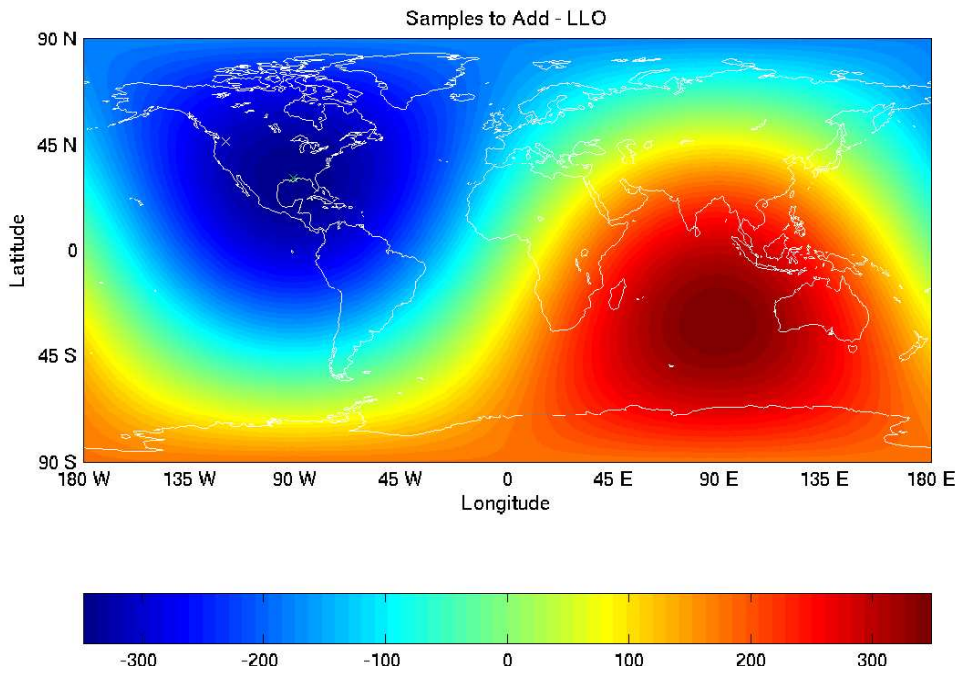 Samples to Add - LLO
90 N
45 N
0
45 S
90 S
Latitude
180 W 135 W 90 W 45 W 0 45 E 90 E 135 E 180 E
Longitude
-300 -200 -100 0 100 200 300